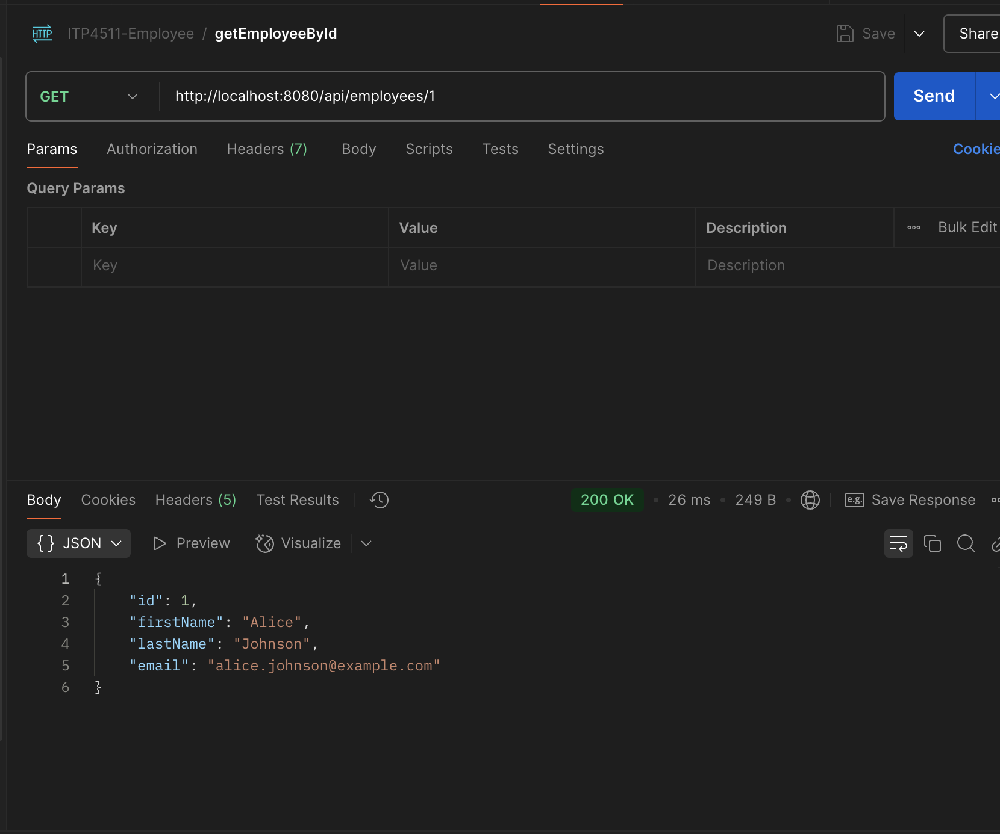 HTTP ITP4511-Employee / getEmployeeById Save Share
GET http://localhost:8080/api/employees/1 Send
Params Authorization Headers (7) Body Scripts Tests Settings Cookie
Query Params
Key Value Description Bulk Edit
Key Value Description
Body Cookies Headers (5) Test Results 200 OK • 26 ms • 249 B • e.g. Save Response
{} JSON Preview Visualize
1 {
2 "id": 1,
3 "firstName": "Alice",
4 "lastName": "Johnson",
5 "email": "alice.johnson@example.com"
6 }